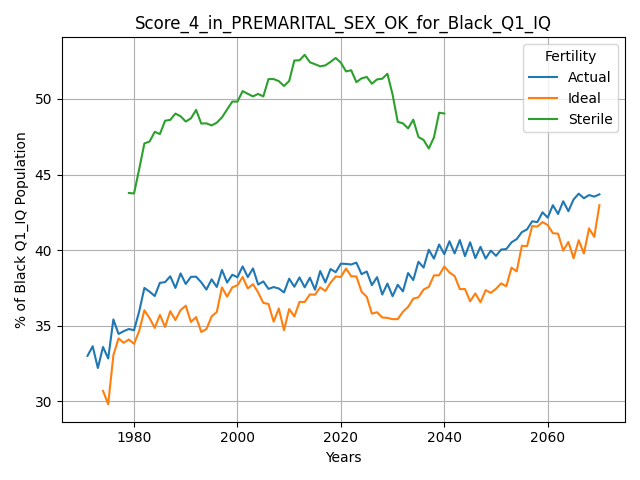 Score_4_in_PREMARITAL_SEX_OK_for_Black_Q1_IQ
% of Black Q1_IQ Population
50
45
40
35
30
Fertility
Actual
Ideal
Sterile
1980
2000
2020
2040
2060
Years